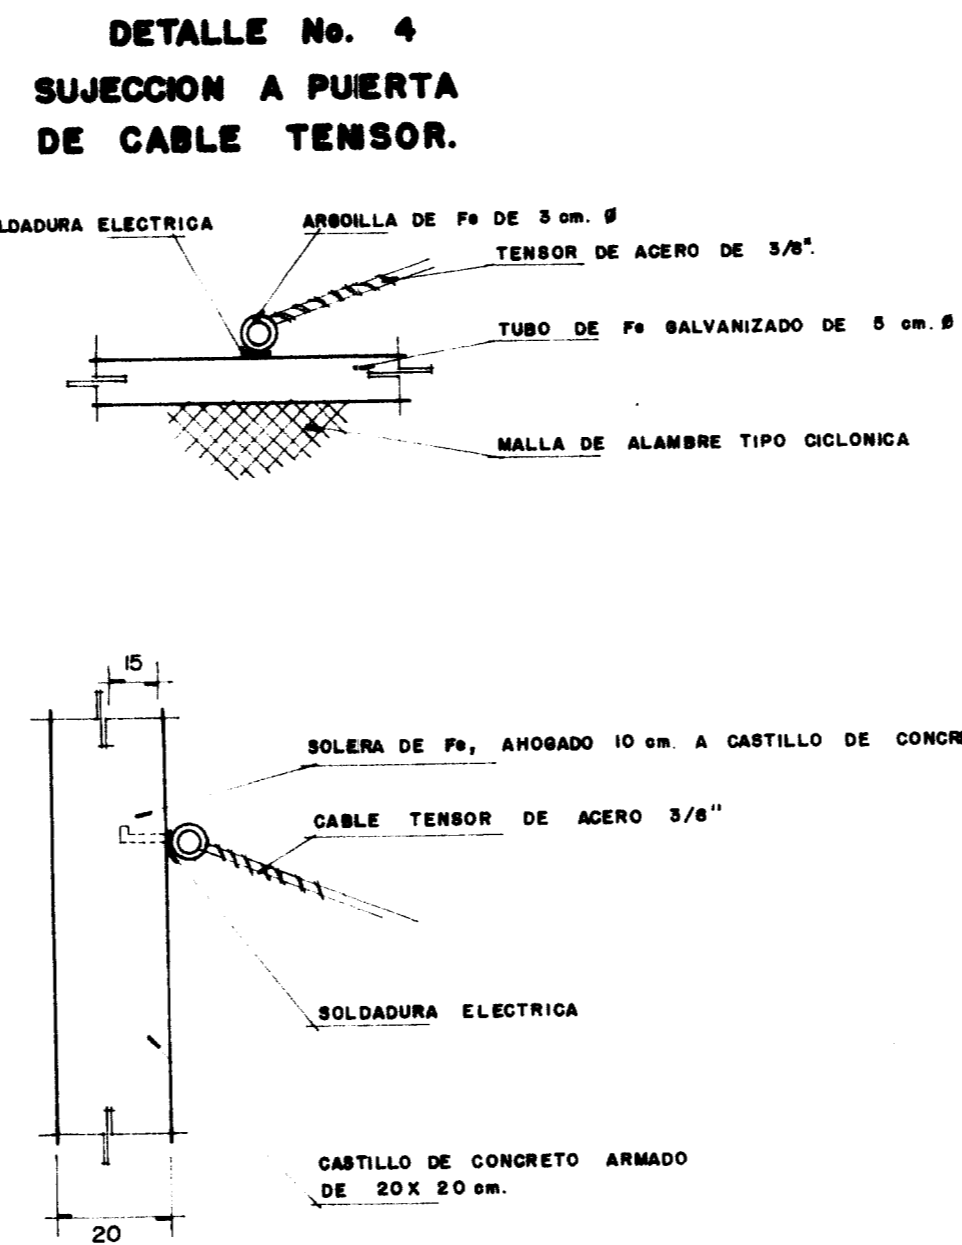 DETALLE No. 4
SUJECCION A PUERTA
DE CABLE TENSOR.
LDADURA ELECTRICA
ARGOILLA DE Fe DE 3 cm. Ø
TENSOR DE ACERO DE 3/8".
TUBO DE Fe GALVANIZADO DE 5 cm. Ø
MALLA DE ALAMBRE TIPO CICLONICA
15
SOLERA DE Fe, AHOGADO 10 cm. A CASTILLO DE CONCR
CABLE TENSOR DE ACERO 3/8"
SOLDADURA ELECTRICA
CASTILLO DE CONCRETO ARMADO
DE 20 X 20 cm.
20